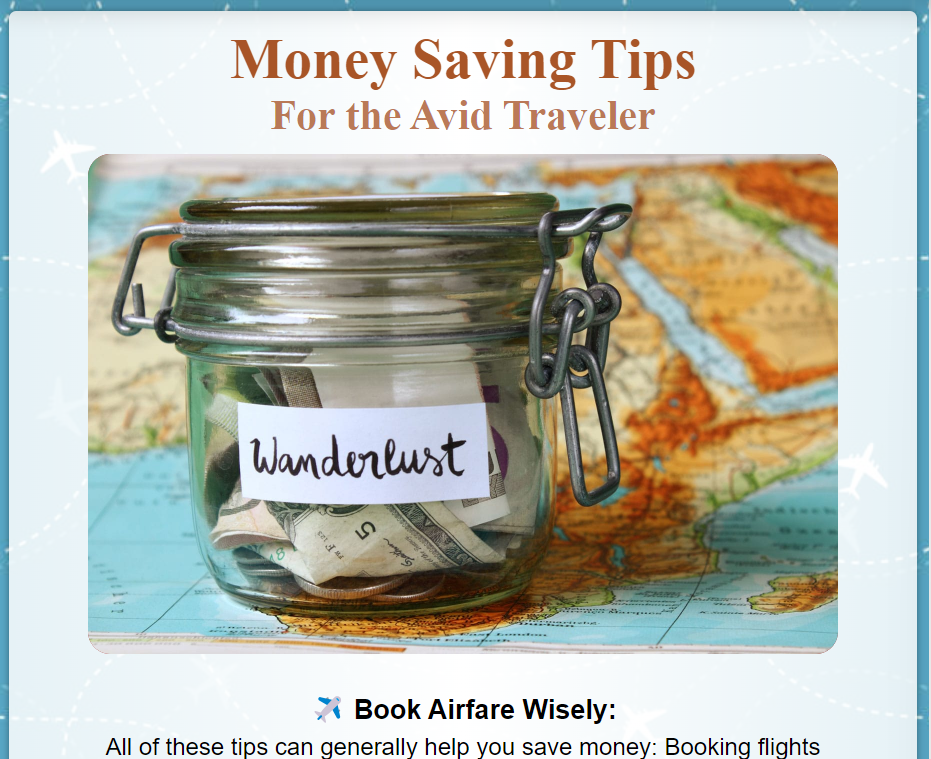 Money Saving Tips
For the Avid Traveler
Wanderlust
5
Book Airfare Wisely:
All of these tips can generally help you save money: Booking flights